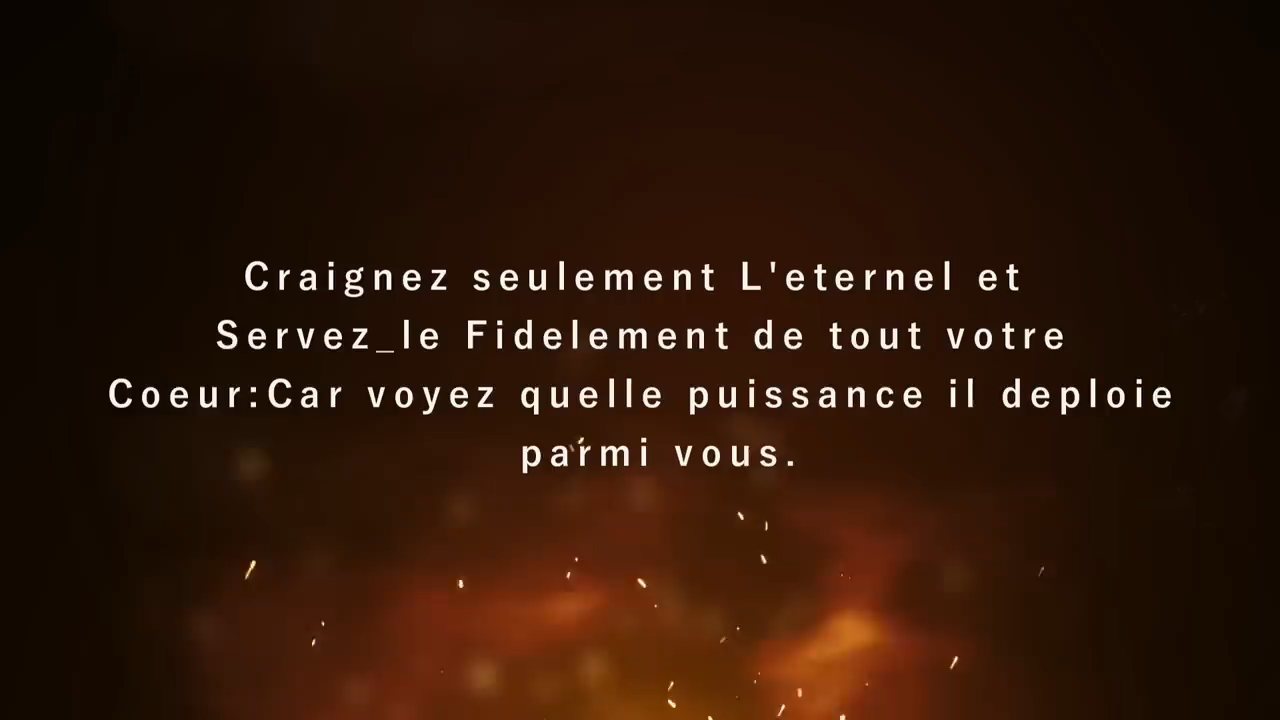 Craignez seulement L'eternel et
Servez_le Fidelement de tout votre
Coeur:Car voyez quelle puissance il deploie
parmi vous.